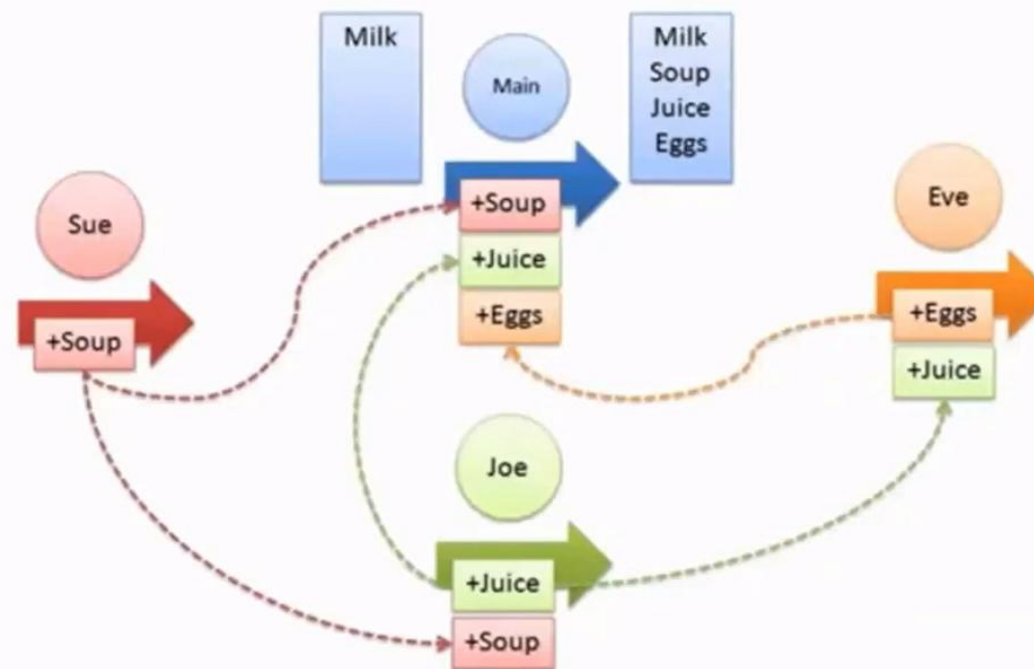 Milk
Main
Milk
Soup
Juice
Eggs
Sue
+Soup
+Soup
+Juice
+Eggs
Eve
+Eggs
+Juice
Joe
+Juice
+Soup